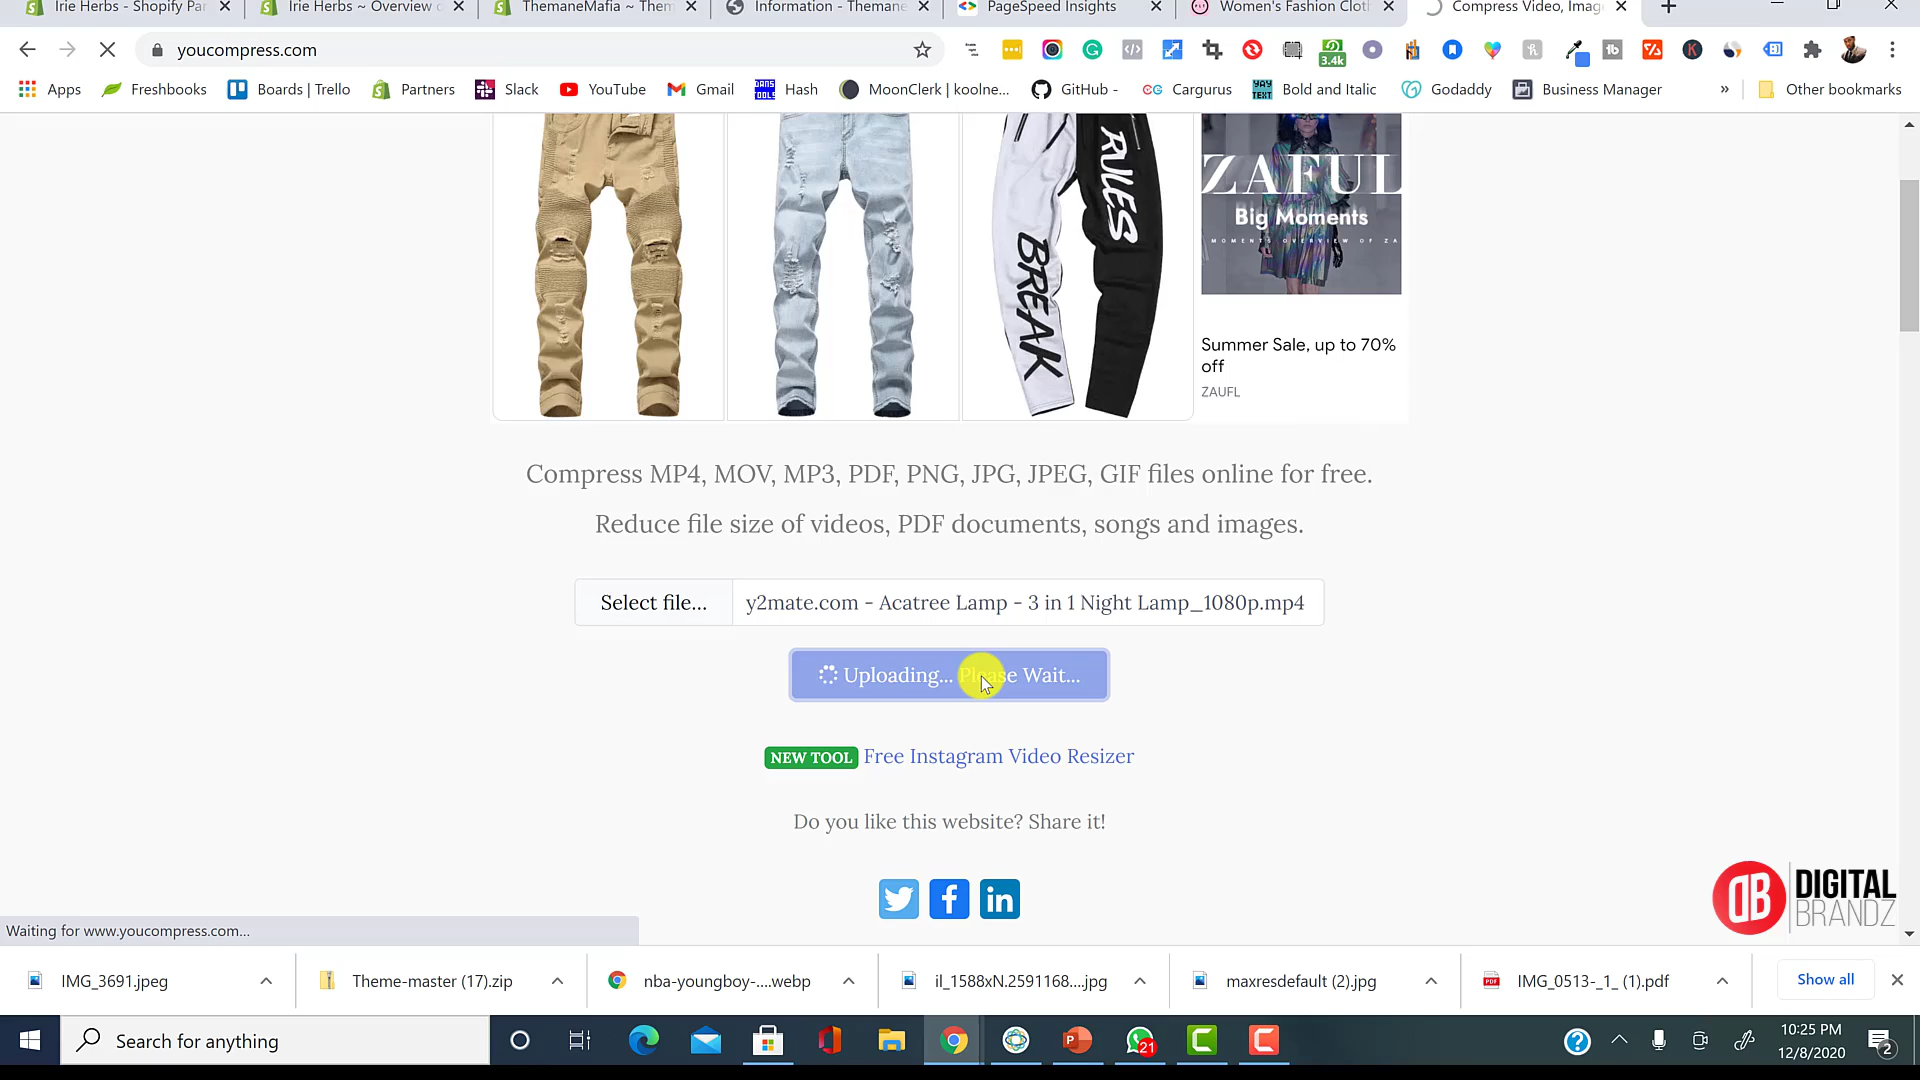 Irie Herbs - Shopify Par
Irie Herbs ~ Overview
ThemaneMafia ~ Them
Information - Themane
PageSpeed Insights
Women's Fashion Clot
Compress Video, Imag
youcompress.com
3.4k
Apps
Freshbooks
Boards | Trello
Partners
Slack
YouTube
Gmail
Hash
MoonClerk | koolne...
GitHub -
Cargurus
Bold and Italic
Godaddy
Business Manager
»
Other bookmarks
RULES
BREAK
ZAFUL
Big Moments
Summer Sale, up to 70%
off
ZAUFL
Compress MP4, MOV, MP3, PDF, PNG, JPG, JPEG, GIF files online for free.
Reduce file size of videos, PDF documents, songs and images.
Select file...
y2mate.com - Acatree Lamp - 3 in 1 Night Lamp_1080p.mp4
Uploading... Please Wait...
NEW TOOL Free Instagram Video Resizer
Do you like this website? Share it!
DIGITAL
BRANDZ
Waiting for www.youcompress.com...
IMG_3691.jpeg
Theme-master (17).zip
nba-youngboy-....webp
il_1588xN.2591168....jpg
maxresdefault (2).jpg
IMG_0513-_1_ (1).pdf
Show all
Search for anything
21
10:25 PM
12/8/2020
2